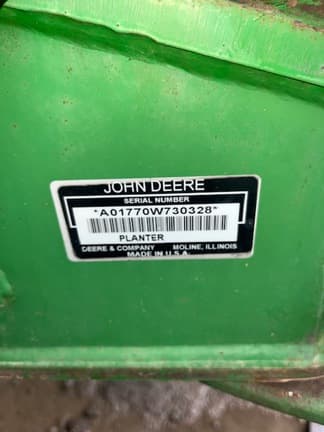 JOHN DEERE
SERIAL NUMBER
*A01770W730328*
PLANTER
DEERE & COMPANY MOLINE, ILLINOIS
MADE IN U.S.A.